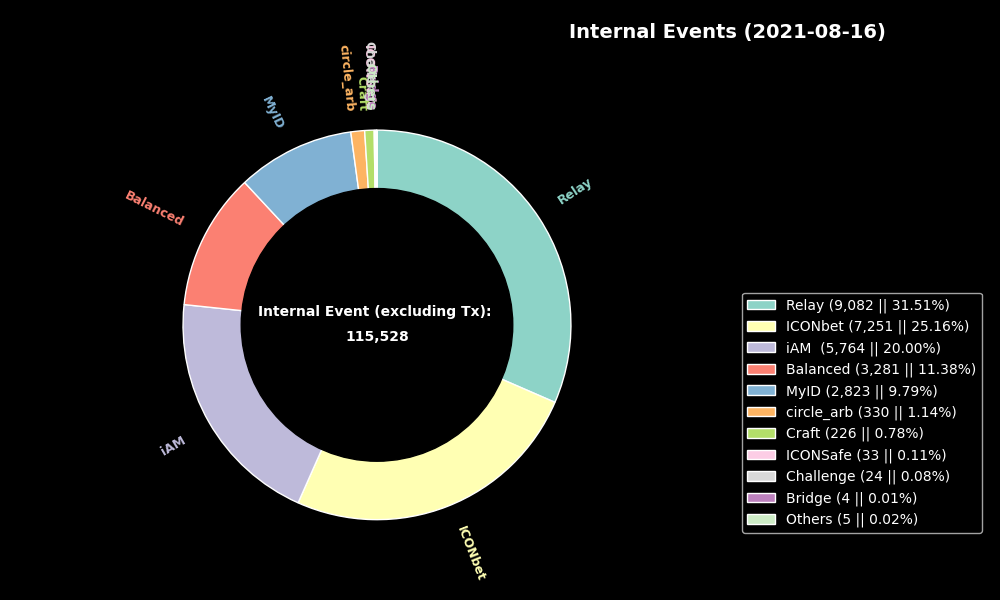 Internal Events (2021-08-16)
circle_arb
Craft
MyID
Relay
Balanced
Internal Event (excluding Tx):
115,528
iAM
ICONbet
Relay (9,082 || 31.51%)
ICONbet (7,251 || 25.16%)
iAM  (5,764 || 20.00%)
Balanced (3,281 || 11.38%)
MyID (2,823 || 9.79%)
circle_arb (330 || 1.14%)
Craft (226 || 0.78%)
ICONSafe (33 || 0.11%)
Challenge (24 || 0.08%)
Bridge (4 || 0.01%)
Others (5 || 0.02%)